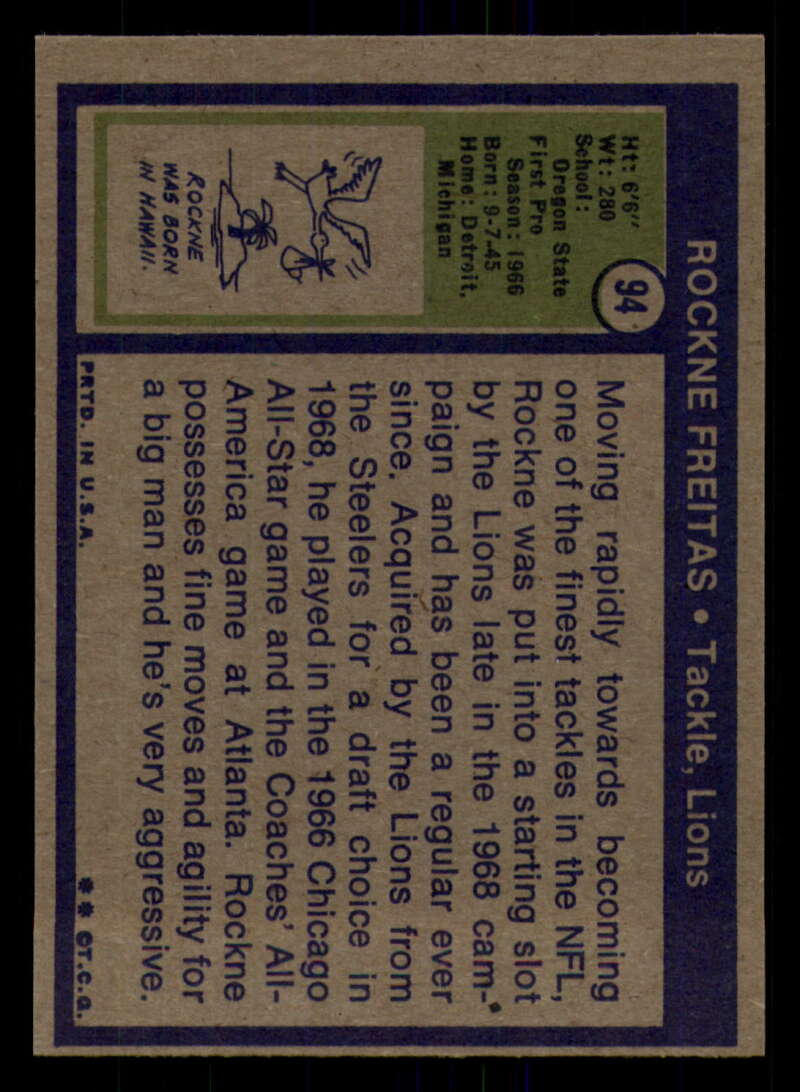 ROCKNE FREITAS • Tackle, Lions
94
Ht: 6'6"
Wt: 280
School:
Oregon State
First Pro
Season: 1966
Born: 9-7-45
Home: Detroit,
Michigan
ROCKNE
WAS BORN
IN HAWAII.
Moving rapidly towards becoming
one of the finest tackles in the NFL,
Rockne was put into a starting slot
by the Lions late in the 1968 cam-
paign and has been a regular ever
since. Acquired by the Lions from
the Steelers for a draft choice in
1968, he played in the 1966 Chicago
All-Star game and the Coaches' All-
America game at Atlanta. Rockne
possesses fine moves and agility for
a big man and he's very aggressive.
PRTD. IN U.S.A.
** ©T.C.G.